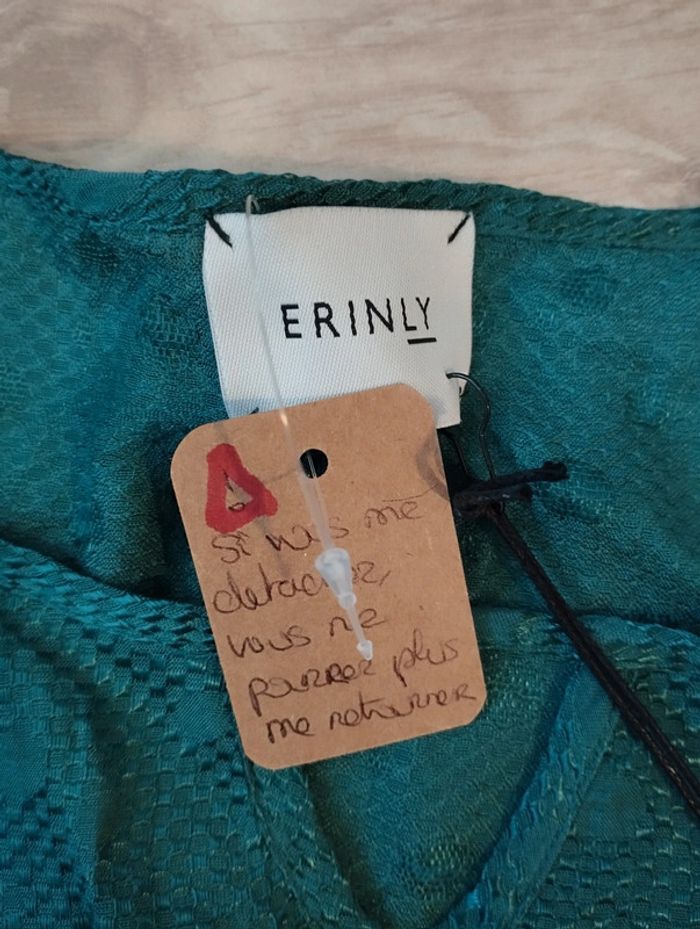 ERINLY
Si vous me
detachez,
vous ne
pourrez plus
me retourner